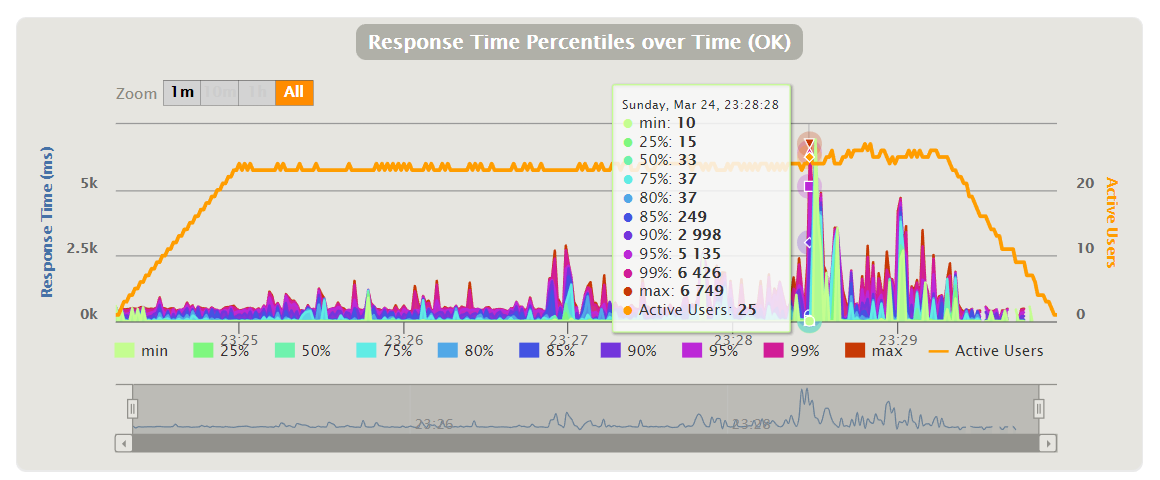 Response Time Percentiles over Time (OK)
Zoom 1m 10m 1h All
Sunday, Mar 24, 23:28:28
min: 10
25%: 15
50%: 33
75%: 37
80%: 37
85%: 249
90%: 2 998
95%: 5 135
99%: 6 426
max: 6 749
Active Users: 25
Response Time (ms)
5k
2.5k
0k
20
10
0
Active Users
23:25 23:26 23:27 23:28 23:29
min 25% 50% 75% 80% 85% 90% 95% 99% max Active Users
23:26 23:28